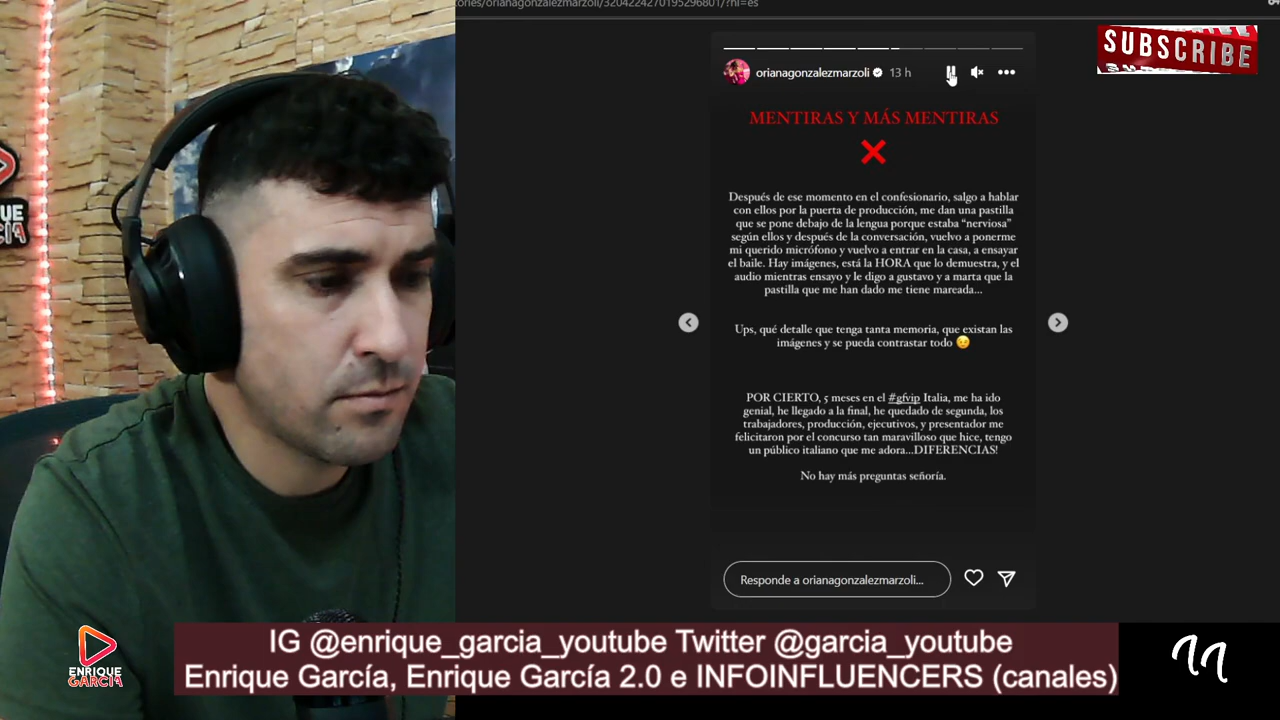 tories/orianagonzalezmarzoli/3204224270195296801/?hl=es
SUBSCRIBE
orianagonzalezmarzoli 13 h
MENTIRAS Y MÁS MENTIRAS
Después de ese momento en el confesionario, salgo a hablar
con ellos por la puerta de producción, me dan una pastilla
que se pone debajo de la lengua porque estaba “nerviosa”
según ellos y después de la conversación, vuelvo a ponerme
mi querido micrófono y vuelvo a entrar en la casa, a ensayar
el baile. Hay imágenes, está la HORA que lo demuestra, y el
audio mientras ensayo y le digo a gustavo y a marta que la
pastilla que me han dado me tiene mareada...
Ups, qué detalle que tenga tanta memoria, que existan las
imágenes y se pueda contrastar todo 😉
POR CIERTO, 5 meses en el #gfvip Italia, me ha ido
genial, he llegado a la final, he quedado de segunda, los
trabajadores, producción, ejecutivos, y presentador me
felicitaron por el concurso tan maravilloso que hice, tengo
un público italiano que me adora...DIFERENCIAS!
No hay más preguntas señoría.
Responde a orianagonzalezmarzoli...
IG @enrique_garcia_youtube Twitter @garcia_youtube
Enrique García, Enrique García 2.0 e INFOINFLUENCERS (canales)
ENRIQUE
GARCÍA